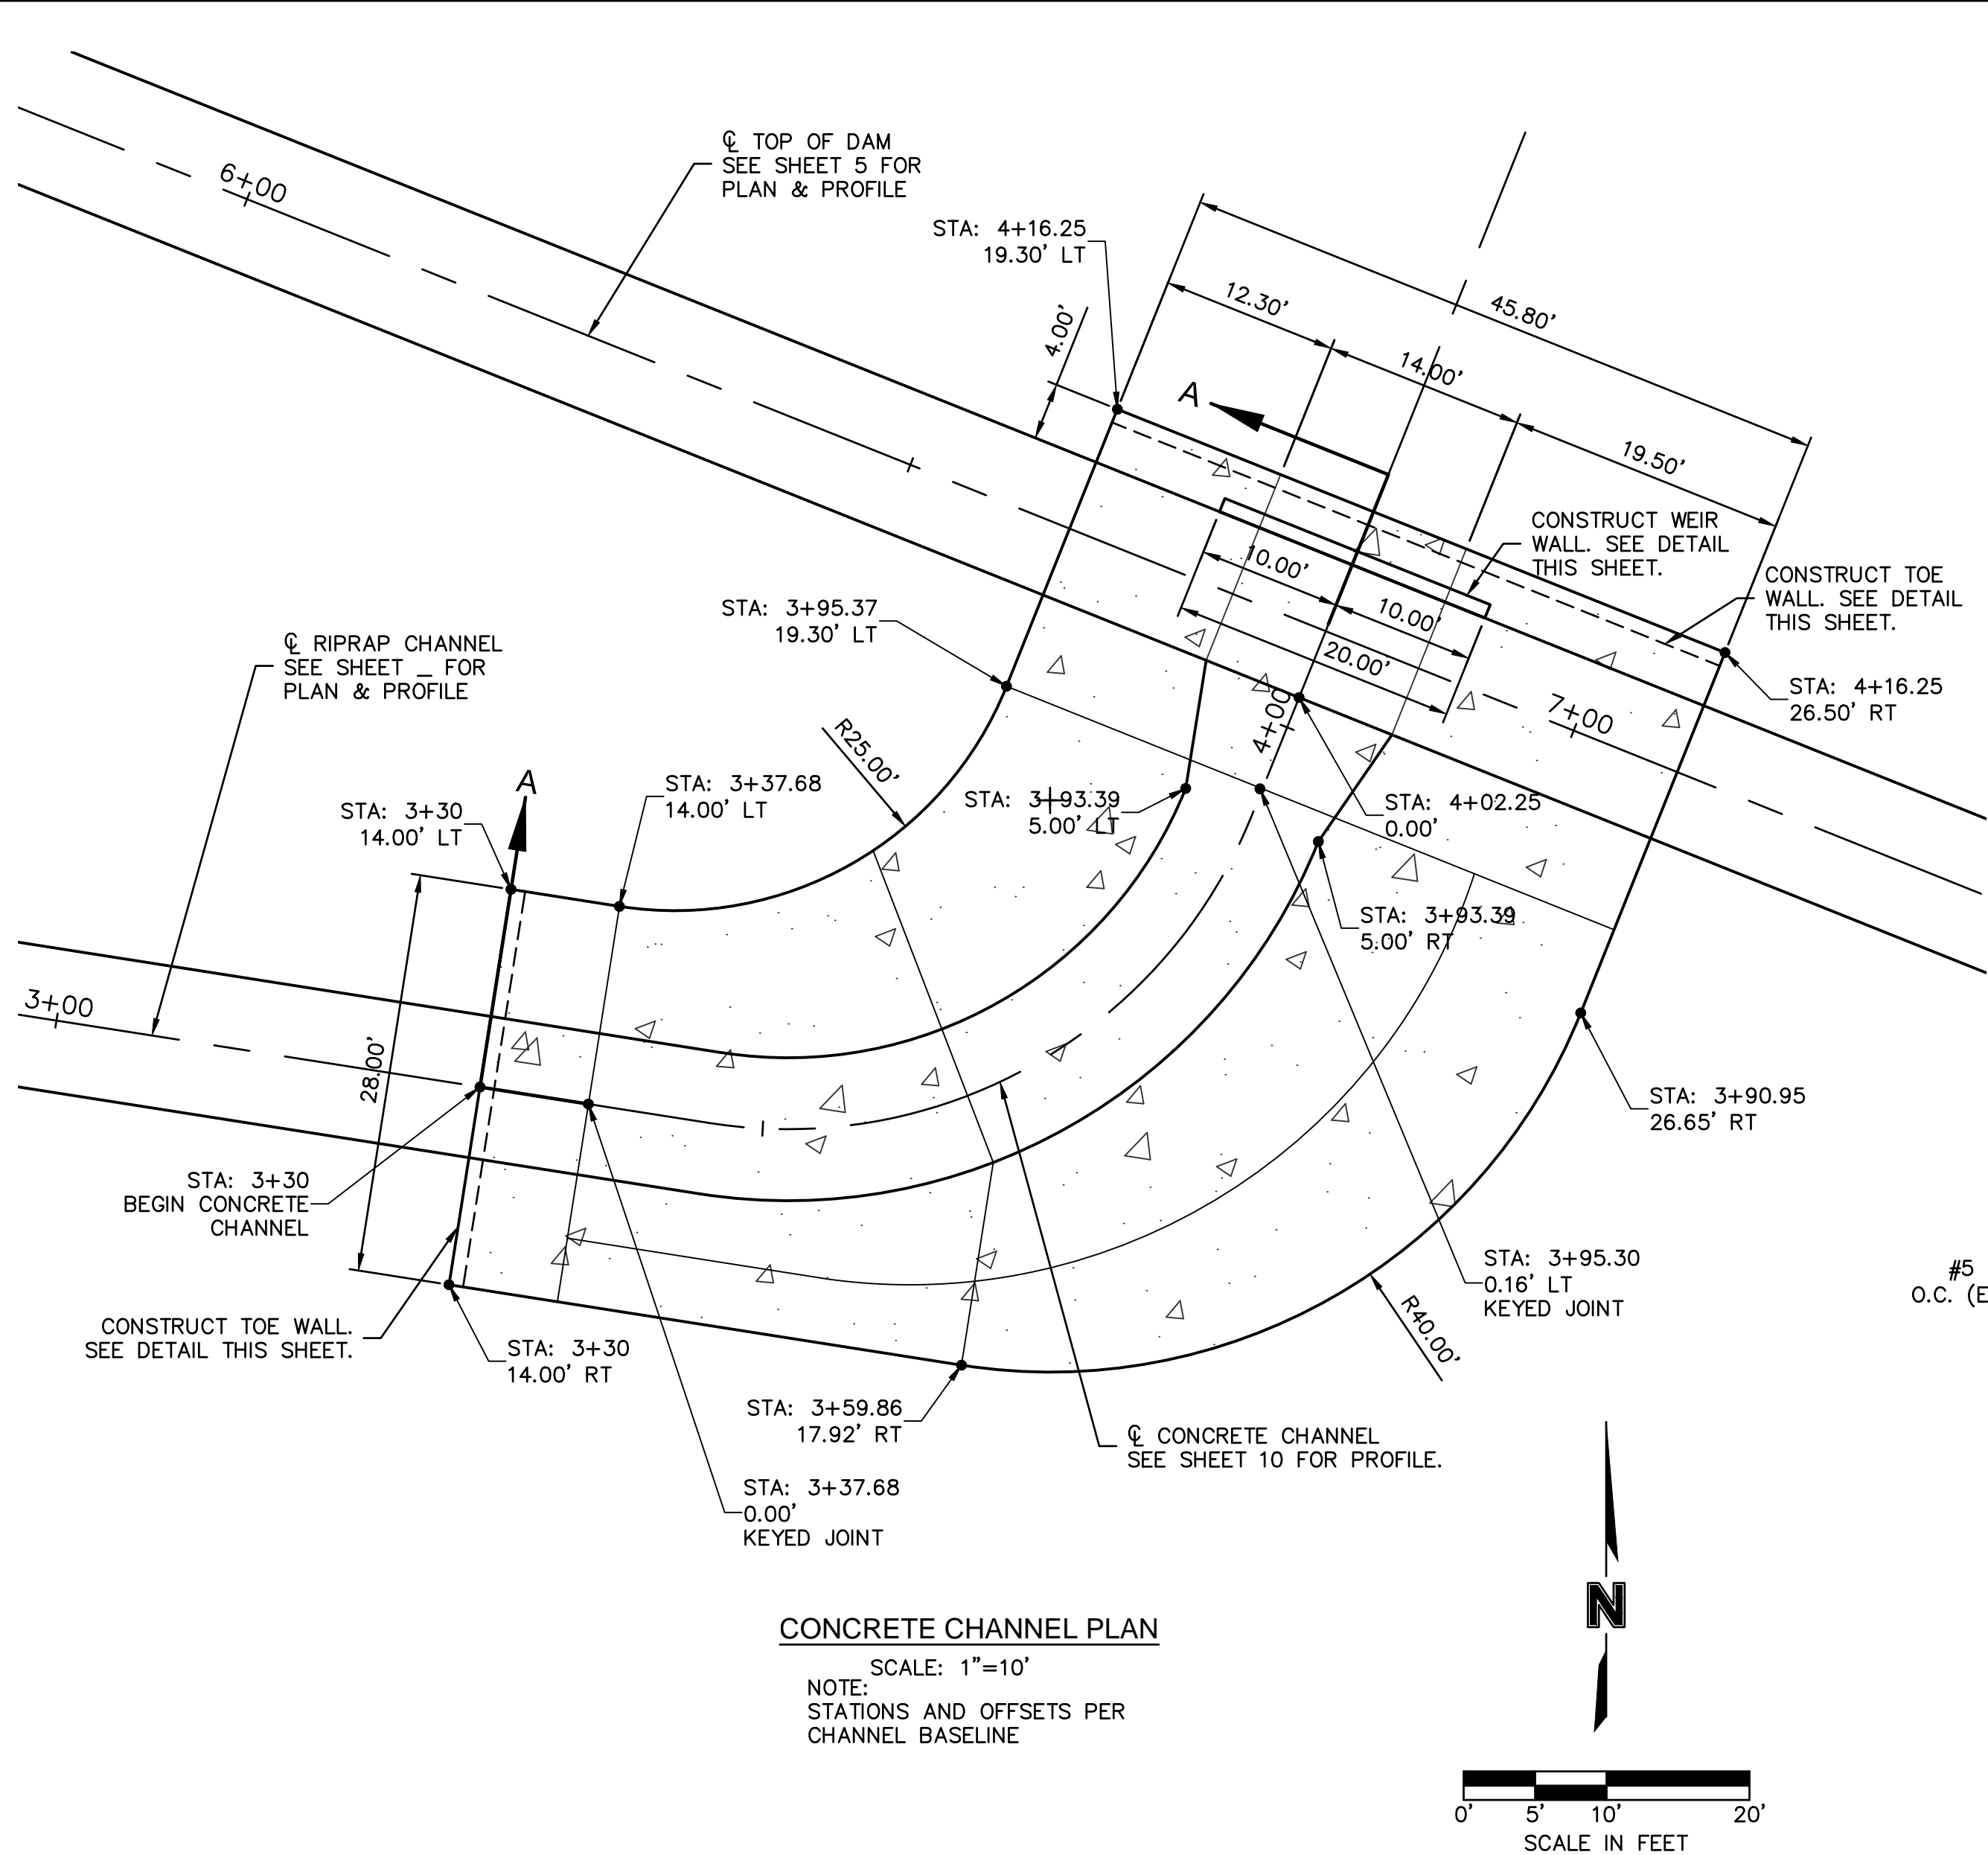 ℄ TOP OF DAM
SEE SHEET 5 FOR
PLAN & PROFILE
6+00
STA: 4+16.25
19.30' LT
45.80'
12.30'
14.00'
19.50'
4.00'
A
CONSTRUCT WEIR
WALL. SEE DETAIL
THIS SHEET.
CONSTRUCT TOE
WALL. SEE DETAIL
THIS SHEET.
10.00'
10.00'
20.00'
STA: 3+95.37
19.30' LT
℄ RIPRAP CHANNEL
SEE SHEET _ FOR
PLAN & PROFILE
STA: 4+16.25
26.50' RT
7+00
4+00
R25.00'
A
STA: 3+37.68
14.00' LT
STA: 3+30
14.00' LT
STA: 3+93.39
5.00' LT
STA: 4+02.25
0.00'
STA: 3+93.39
5.00' RT
3+00
28.00'
STA: 3+90.95
26.65' RT
STA: 3+30
BEGIN CONCRETE
CHANNEL
STA: 3+95.30
0.16' LT
KEYED JOINT
#5
O.C. (E
CONSTRUCT TOE WALL.
SEE DETAIL THIS SHEET.
STA: 3+30
14.00' RT
R40.00'
STA: 3+59.86
17.92' RT
℄ CONCRETE CHANNEL
SEE SHEET 10 FOR PROFILE.
STA: 3+37.68
0.00'
KEYED JOINT
N
CONCRETE CHANNEL PLAN
SCALE: 1"=10'
NOTE:
STATIONS AND OFFSETS PER
CHANNEL BASELINE
0' 5' 10' 20'
SCALE IN FEET